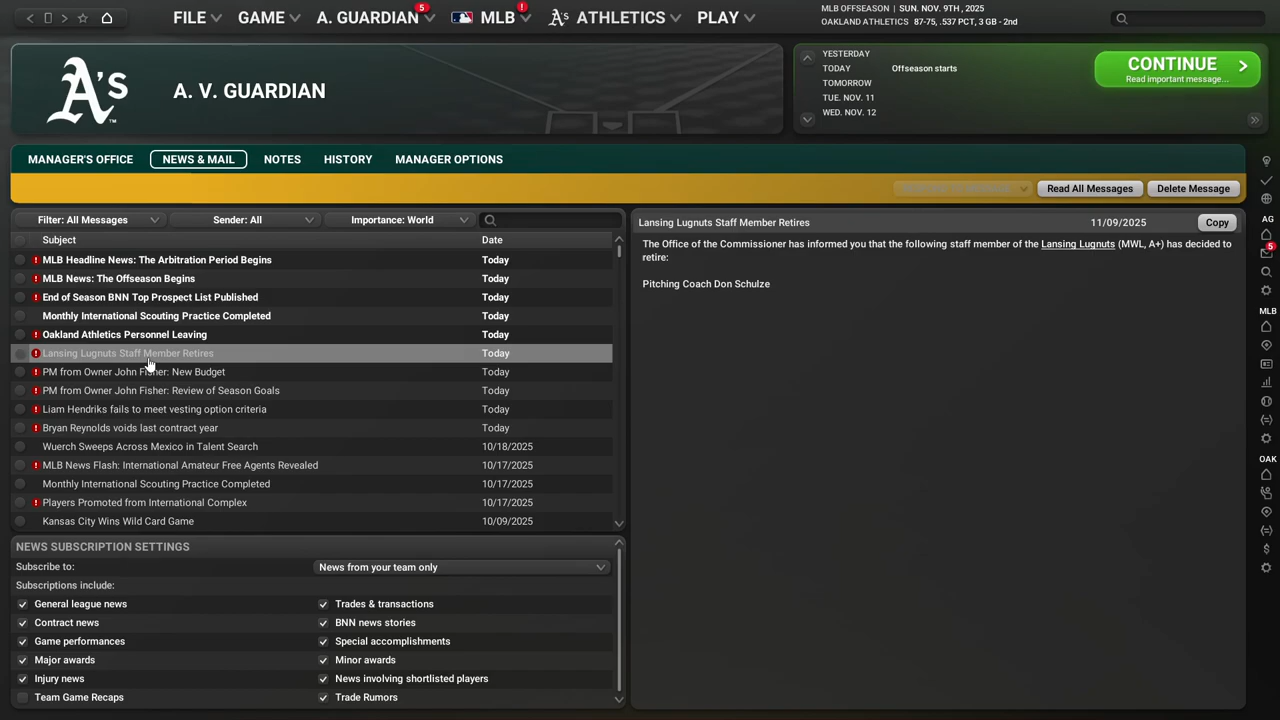 FILE
GAME
A. GUARDIAN
5
MLB
!
A's
ATHLETICS
PLAY
MLB OFFSEASON | SUN. NOV. 9TH , 2025
OAKLAND ATHLETICS 87-75, .537 PCT, 3 GB - 2nd
A's
A. V. GUARDIAN
YESTERDAY
TODAY Offseason starts
TOMORROW
TUE. NOV. 11
WED. NOV. 12
CONTINUE
Read important message...
MANAGER'S OFFICE
NEWS & MAIL
NOTES
HISTORY
MANAGER OPTIONS
Read All Messages
Delete Message
Filter: All Messages
Sender: All
Importance: World
Subject Date
MLB Headline News: The Arbitration Period Begins Today
MLB News: The Offseason Begins Today
End of Season BNN Top Prospect List Published Today
Monthly International Scouting Practice Completed Today
Oakland Athletics Personnel Leaving Today
Lansing Lugnuts Staff Member Retires Today
PM from Owner John Fisher: New Budget Today
PM from Owner John Fisher: Review of Season Goals Today
Liam Hendriks fails to meet vesting option criteria Today
Bryan Reynolds voids last contract year Today
Wuerch Sweeps Across Mexico in Talent Search 10/18/2025
MLB News Flash: International Amateur Free Agents Revealed 10/17/2025
Monthly International Scouting Practice Completed 10/17/2025
Players Promoted from International Complex 10/17/2025
Kansas City Wins Wild Card Game 10/09/2025
Lansing Lugnuts Staff Member Retires 11/09/2025 Copy
The Office of the Commissioner has informed you that the following staff member of the Lansing Lugnuts (MWL, A+) has decided to
retire:
Pitching Coach Don Schulze
NEWS SUBSCRIPTION SETTINGS
Subscribe to: News from your team only
Subscriptions include:
General league news Trades & transactions
Contract news BNN news stories
Game performances Special accomplishments
Major awards Minor awards
Injury news News involving shortlisted players
Team Game Recaps Trade Rumors
AG
5
MLB
OAK